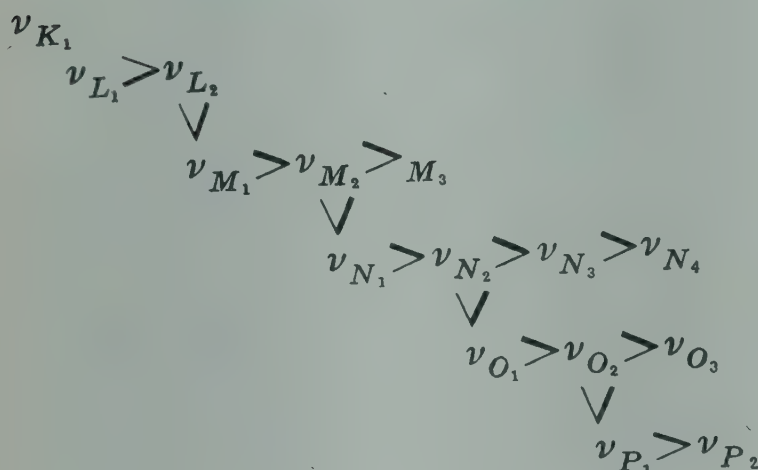 ν_{K_1}
ν_{L_1} > ν_{L_2}
∨
ν_{M_1} > ν_{M_2} > _{M_3}
∨
ν_{N_1} > ν_{N_2} > ν_{N_3} > ν_{N_4}
∨
ν_{O_1} > ν_{O_2} > ν_{O_3}
∨
ν_{P_1} > ν_{P_2}